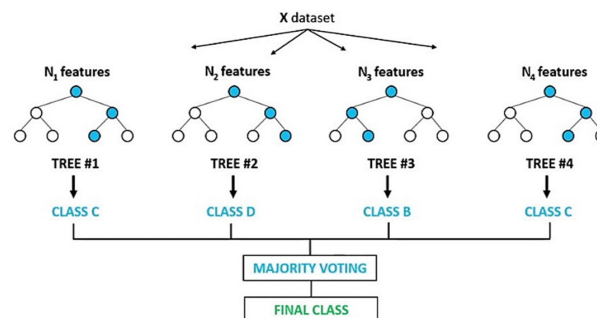 X dataset
N₁ features N₂ features N₃ features N₄ features
TREE #1 TREE #2 TREE #3 TREE #4
CLASS C CLASS D CLASS B CLASS C
MAJORITY VOTING
FINAL CLASS